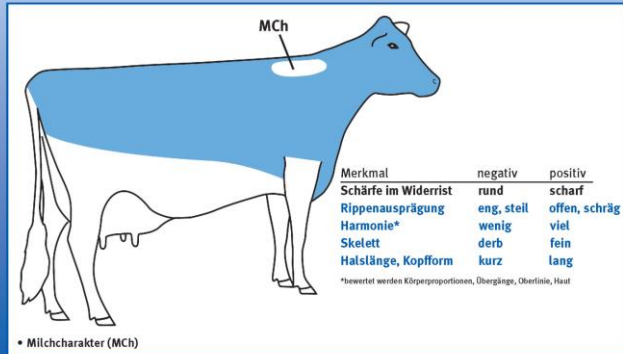 MCh
Merkmal negativ positiv
Schärfe im Widerrist rund scharf
Rippenausprägung eng, steil offen, schräg
Harmonie* wenig viel
Skelett derb fein
Halslänge, Kopfform kurz lang
*bewertet werden Körperproportionen, Übergänge, Oberlinie, Haut
• Milchcharakter (MCh)